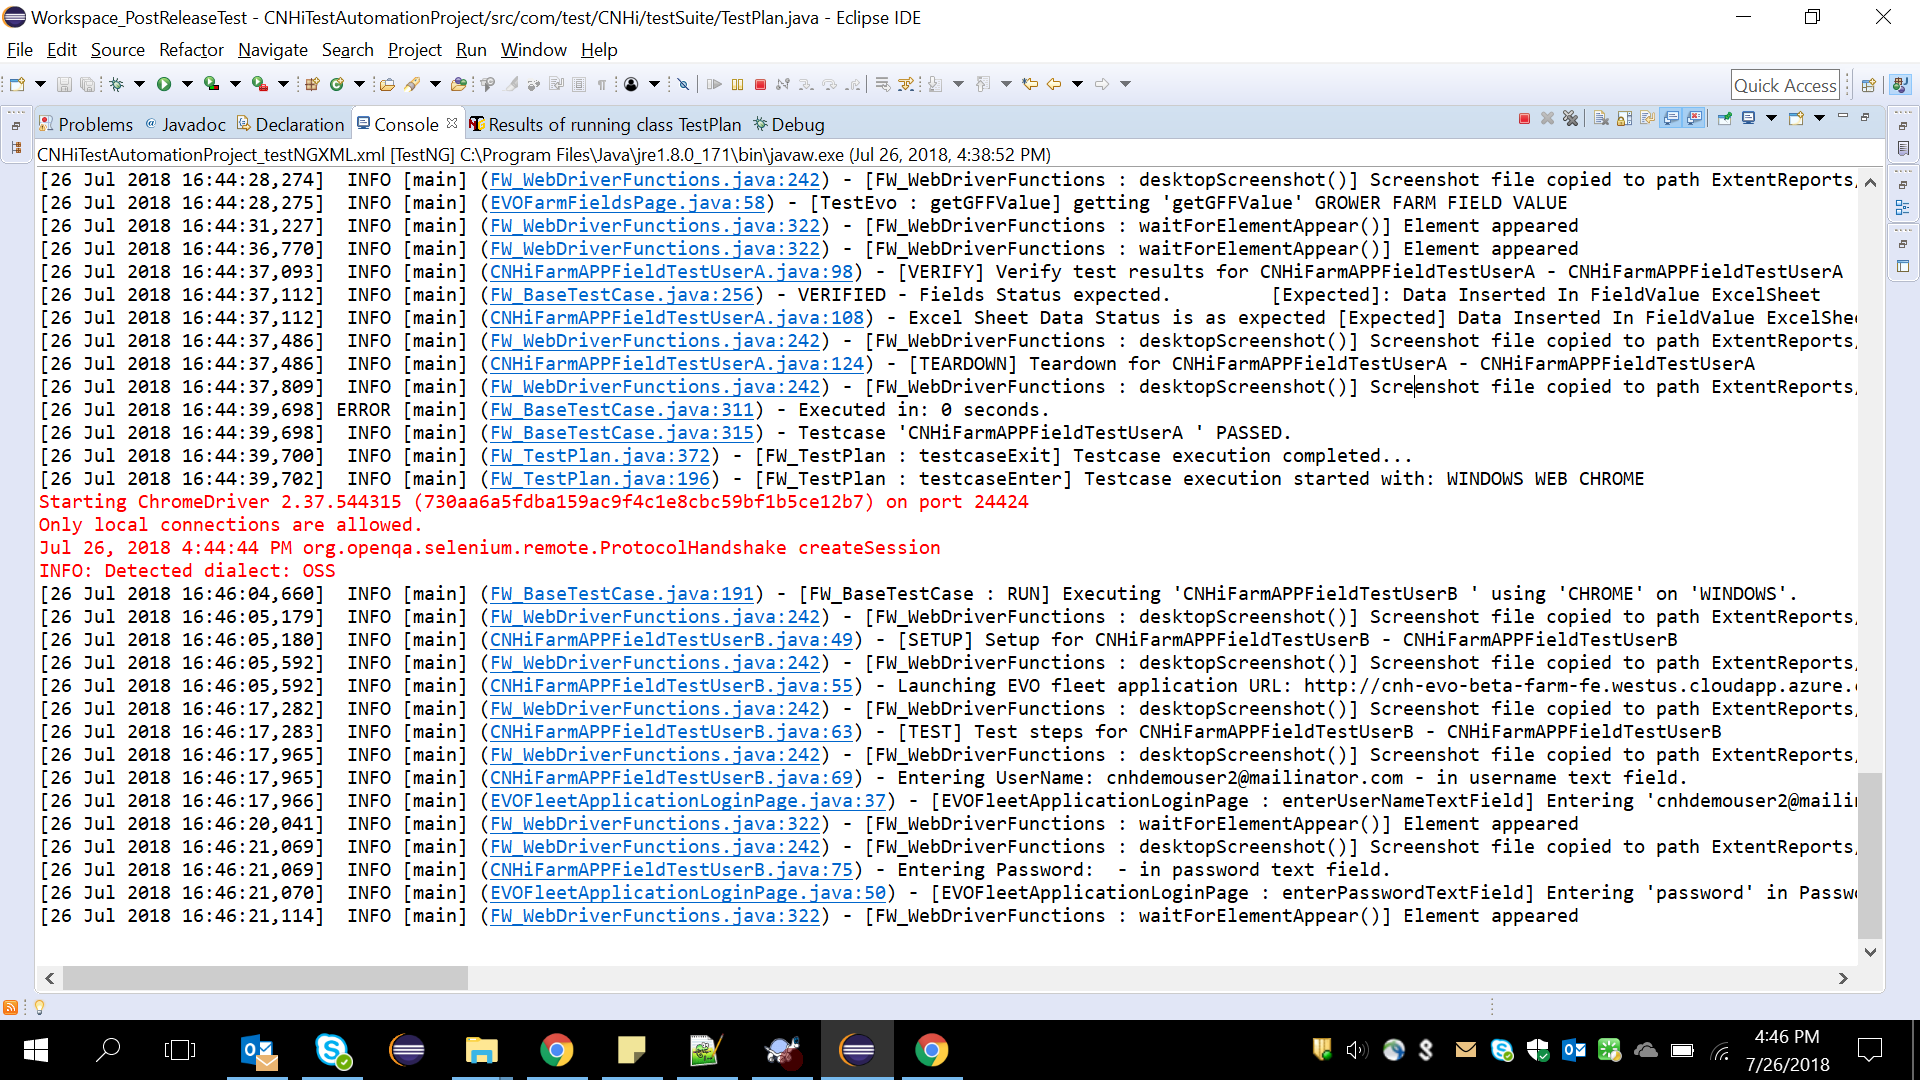 Workspace_PostReleaseTest - CNHiTestAutomationProject/src/com/test/CNHi/testSuite/TestPlan.java - Eclipse IDE
File Edit Source Refactor Navigate Search Project Run Window Help
Quick Access
Problems Javadoc Declaration Console Results of running class TestPlan Debug
CNHiTestAutomationProject_testNGXML.xml [TestNG] C:\Program Files\Java\jre1.8.0_171\bin\javaw.exe (Jul 26, 2018, 4:38:52 PM)
[26 Jul 2018 16:44:28,274]  INFO [main] (FW_WebDriverFunctions.java:242) - [FW_WebDriverFunctions : desktopScreenshot()] Screenshot file copied to path ExtentReports/
[26 Jul 2018 16:44:28,275]  INFO [main] (EVOFarmFieldsPage.java:58) - [TestEvo : getGFFValue] getting 'getGFFValue' GROWER FARM FIELD VALUE
[26 Jul 2018 16:44:31,227]  INFO [main] (FW_WebDriverFunctions.java:322) - [FW_WebDriverFunctions : waitForElementAppear()] Element appeared
[26 Jul 2018 16:44:36,770]  INFO [main] (FW_WebDriverFunctions.java:322) - [FW_WebDriverFunctions : waitForElementAppear()] Element appeared
[26 Jul 2018 16:44:37,093]  INFO [main] (CNHiFarmAPPFieldTestUserA.java:98) - [VERIFY] Verify test results for CNHiFarmAPPFieldTestUserA - CNHiFarmAPPFieldTestUserA
[26 Jul 2018 16:44:37,112]  INFO [main] (FW_BaseTestCase.java:256) - VERIFIED - Fields Status expected.         [Expected]: Data Inserted In FieldValue ExcelSheet
[26 Jul 2018 16:44:37,112]  INFO [main] (CNHiFarmAPPFieldTestUserA.java:108) - Excel Sheet Data Status is as expected [Expected] Data Inserted In FieldValue ExcelShe
[26 Jul 2018 16:44:37,486]  INFO [main] (FW_WebDriverFunctions.java:242) - [FW_WebDriverFunctions : desktopScreenshot()] Screenshot file copied to path ExtentReports/
[26 Jul 2018 16:44:37,486]  INFO [main] (CNHiFarmAPPFieldTestUserA.java:124) - [TEARDOWN] Teardown for CNHiFarmAPPFieldTestUserA - CNHiFarmAPPFieldTestUserA
[26 Jul 2018 16:44:37,809]  INFO [main] (FW_WebDriverFunctions.java:242) - [FW_WebDriverFunctions : desktopScreenshot()] Screenshot file copied to path ExtentReports/
[26 Jul 2018 16:44:39,698] ERROR [main] (FW_BaseTestCase.java:311) - Executed in: 0 seconds.
[26 Jul 2018 16:44:39,698]  INFO [main] (FW_BaseTestCase.java:315) - Testcase 'CNHiFarmAPPFieldTestUserA ' PASSED.
[26 Jul 2018 16:44:39,700]  INFO [main] (FW_TestPlan.java:372) - [FW_TestPlan : testcaseExit] Testcase execution completed...
[26 Jul 2018 16:44:39,702]  INFO [main] (FW_TestPlan.java:196) - [FW_TestPlan : testcaseEnter] Testcase execution started with: WINDOWS WEB CHROME
Starting ChromeDriver 2.37.544315 (730aa6a5fdba159ac9f4c1e8cbc59bf1b5ce12b7) on port 24424
Only local connections are allowed.
Jul 26, 2018 4:44:44 PM org.openqa.selenium.remote.ProtocolHandshake createSession
INFO: Detected dialect: OSS
[26 Jul 2018 16:46:04,660]  INFO [main] (FW_BaseTestCase.java:191) - [FW_BaseTestCase : RUN] Executing 'CNHiFarmAPPFieldTestUserB ' using 'CHROME' on 'WINDOWS'.
[26 Jul 2018 16:46:05,179]  INFO [main] (FW_WebDriverFunctions.java:242) - [FW_WebDriverFunctions : desktopScreenshot()] Screenshot file copied to path ExtentReports/
[26 Jul 2018 16:46:05,180]  INFO [main] (CNHiFarmAPPFieldTestUserB.java:49) - [SETUP] Setup for CNHiFarmAPPFieldTestUserB - CNHiFarmAPPFieldTestUserB
[26 Jul 2018 16:46:05,592]  INFO [main] (FW_WebDriverFunctions.java:242) - [FW_WebDriverFunctions : desktopScreenshot()] Screenshot file copied to path ExtentReports/
[26 Jul 2018 16:46:05,592]  INFO [main] (CNHiFarmAPPFieldTestUserB.java:55) - Launching EVO fleet application URL: http://cnh-evo-beta-farm-fe.westus.cloudapp.azure.
[26 Jul 2018 16:46:17,282]  INFO [main] (FW_WebDriverFunctions.java:242) - [FW_WebDriverFunctions : desktopScreenshot()] Screenshot file copied to path ExtentReports/
[26 Jul 2018 16:46:17,283]  INFO [main] (CNHiFarmAPPFieldTestUserB.java:63) - [TEST] Test steps for CNHiFarmAPPFieldTestUserB - CNHiFarmAPPFieldTestUserB
[26 Jul 2018 16:46:17,965]  INFO [main] (FW_WebDriverFunctions.java:242) - [FW_WebDriverFunctions : desktopScreenshot()] Screenshot file copied to path ExtentReports/
[26 Jul 2018 16:46:17,965]  INFO [main] (CNHiFarmAPPFieldTestUserB.java:69) - Entering UserName: cnhdemouser2@mailinator.com - in username text field.
[26 Jul 2018 16:46:17,966]  INFO [main] (EVOFleetApplicationLoginPage.java:37) - [EVOFleetApplicationLoginPage : enterUserNameTextField] Entering 'cnhdemouser2@mailin
[26 Jul 2018 16:46:20,041]  INFO [main] (FW_WebDriverFunctions.java:322) - [FW_WebDriverFunctions : waitForElementAppear()] Element appeared
[26 Jul 2018 16:46:21,069]  INFO [main] (FW_WebDriverFunctions.java:242) - [FW_WebDriverFunctions : desktopScreenshot()] Screenshot file copied to path ExtentReports/
[26 Jul 2018 16:46:21,069]  INFO [main] (CNHiFarmAPPFieldTestUserB.java:75) - Entering Password:  - in password text field.
[26 Jul 2018 16:46:21,070]  INFO [main] (EVOFleetApplicationLoginPage.java:50) - [EVOFleetApplicationLoginPage : enterPasswordTextField] Entering 'password' in Passw
[26 Jul 2018 16:46:21,114]  INFO [main] (FW_WebDriverFunctions.java:322) - [FW_WebDriverFunctions : waitForElementAppear()] Element appeared
4:46 PM
7/26/2018